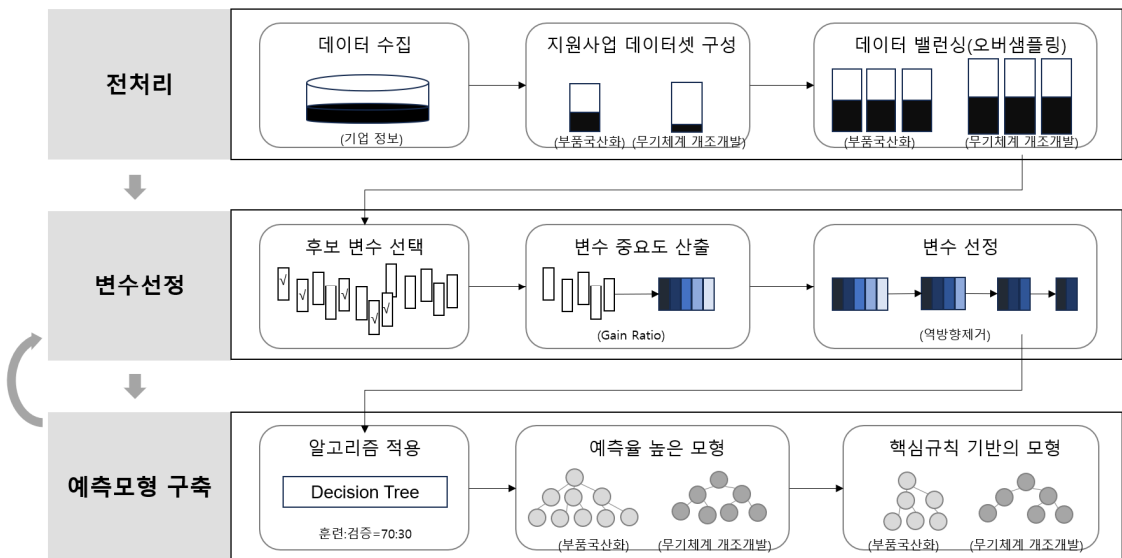 전처리
데이터 수집
(기업 정보)
지원사업 데이터셋 구성
(부품국산화) (무기체계 개조개발)
데이터 밸런싱(오버샘플링)
(부품국산화) (무기체계 개조개발)
변수선정
후보 변수 선택
√ √ √ √ √
변수 중요도 산출
(Gain Ratio)
변수 선정
(역방향제거)
예측모형 구축
알고리즘 적용
Decision Tree
훈련:검증=70:30
예측율 높은 모형
(부품국산화) (무기체계 개조개발)
핵심규칙 기반의 모형
(부품국산화) (무기체계 개조개발)